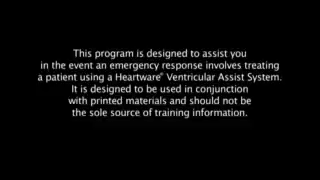 This program is designed to assist you
in the event an emergency response involves treating
a patient using a Heartware® Ventricular Assist System.
It is designed to be used in conjunction
with printed materials and should not be
the sole source of training information.